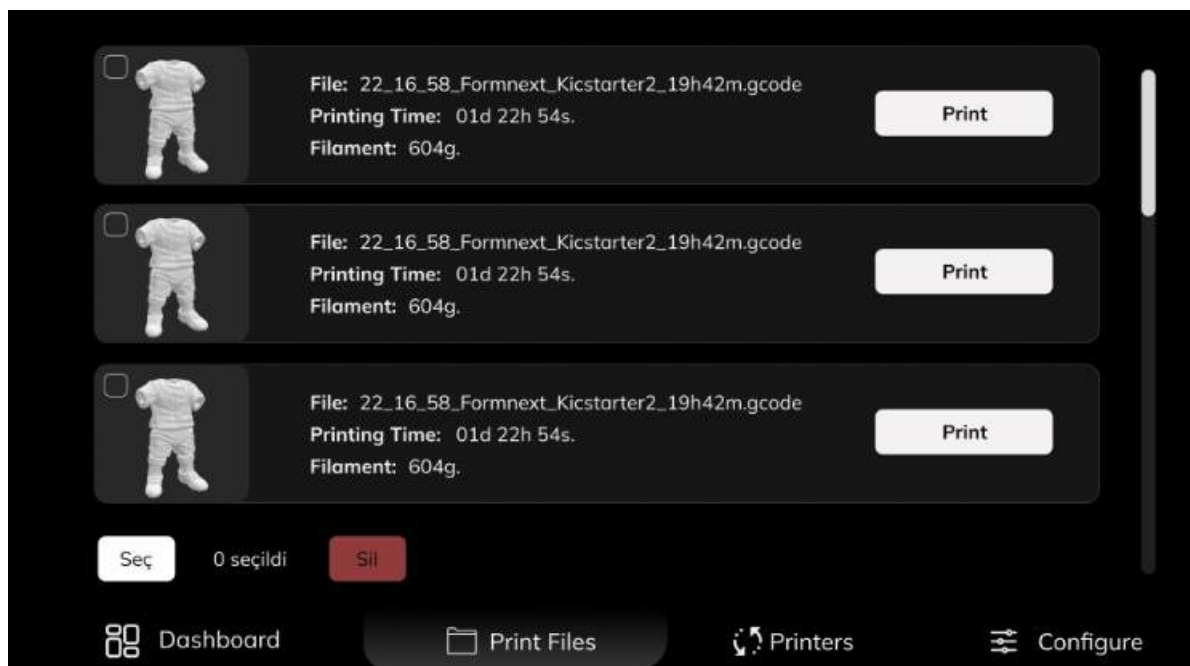 File: 22_16_58_Formnext_Kicstarter2_19h42m.gcode
Printing Time: 01d 22h 54s.
Filament: 604g.
Print
File: 22_16_58_Formnext_Kicstarter2_19h42m.gcode
Printing Time: 01d 22h 54s.
Filament: 604g.
Print
File: 22_16_58_Formnext_Kicstarter2_19h42m.gcode
Printing Time: 01d 22h 54s.
Filament: 604g.
Print
Seç 0 seçildi Sil
Dashboard Print Files Printers Configure